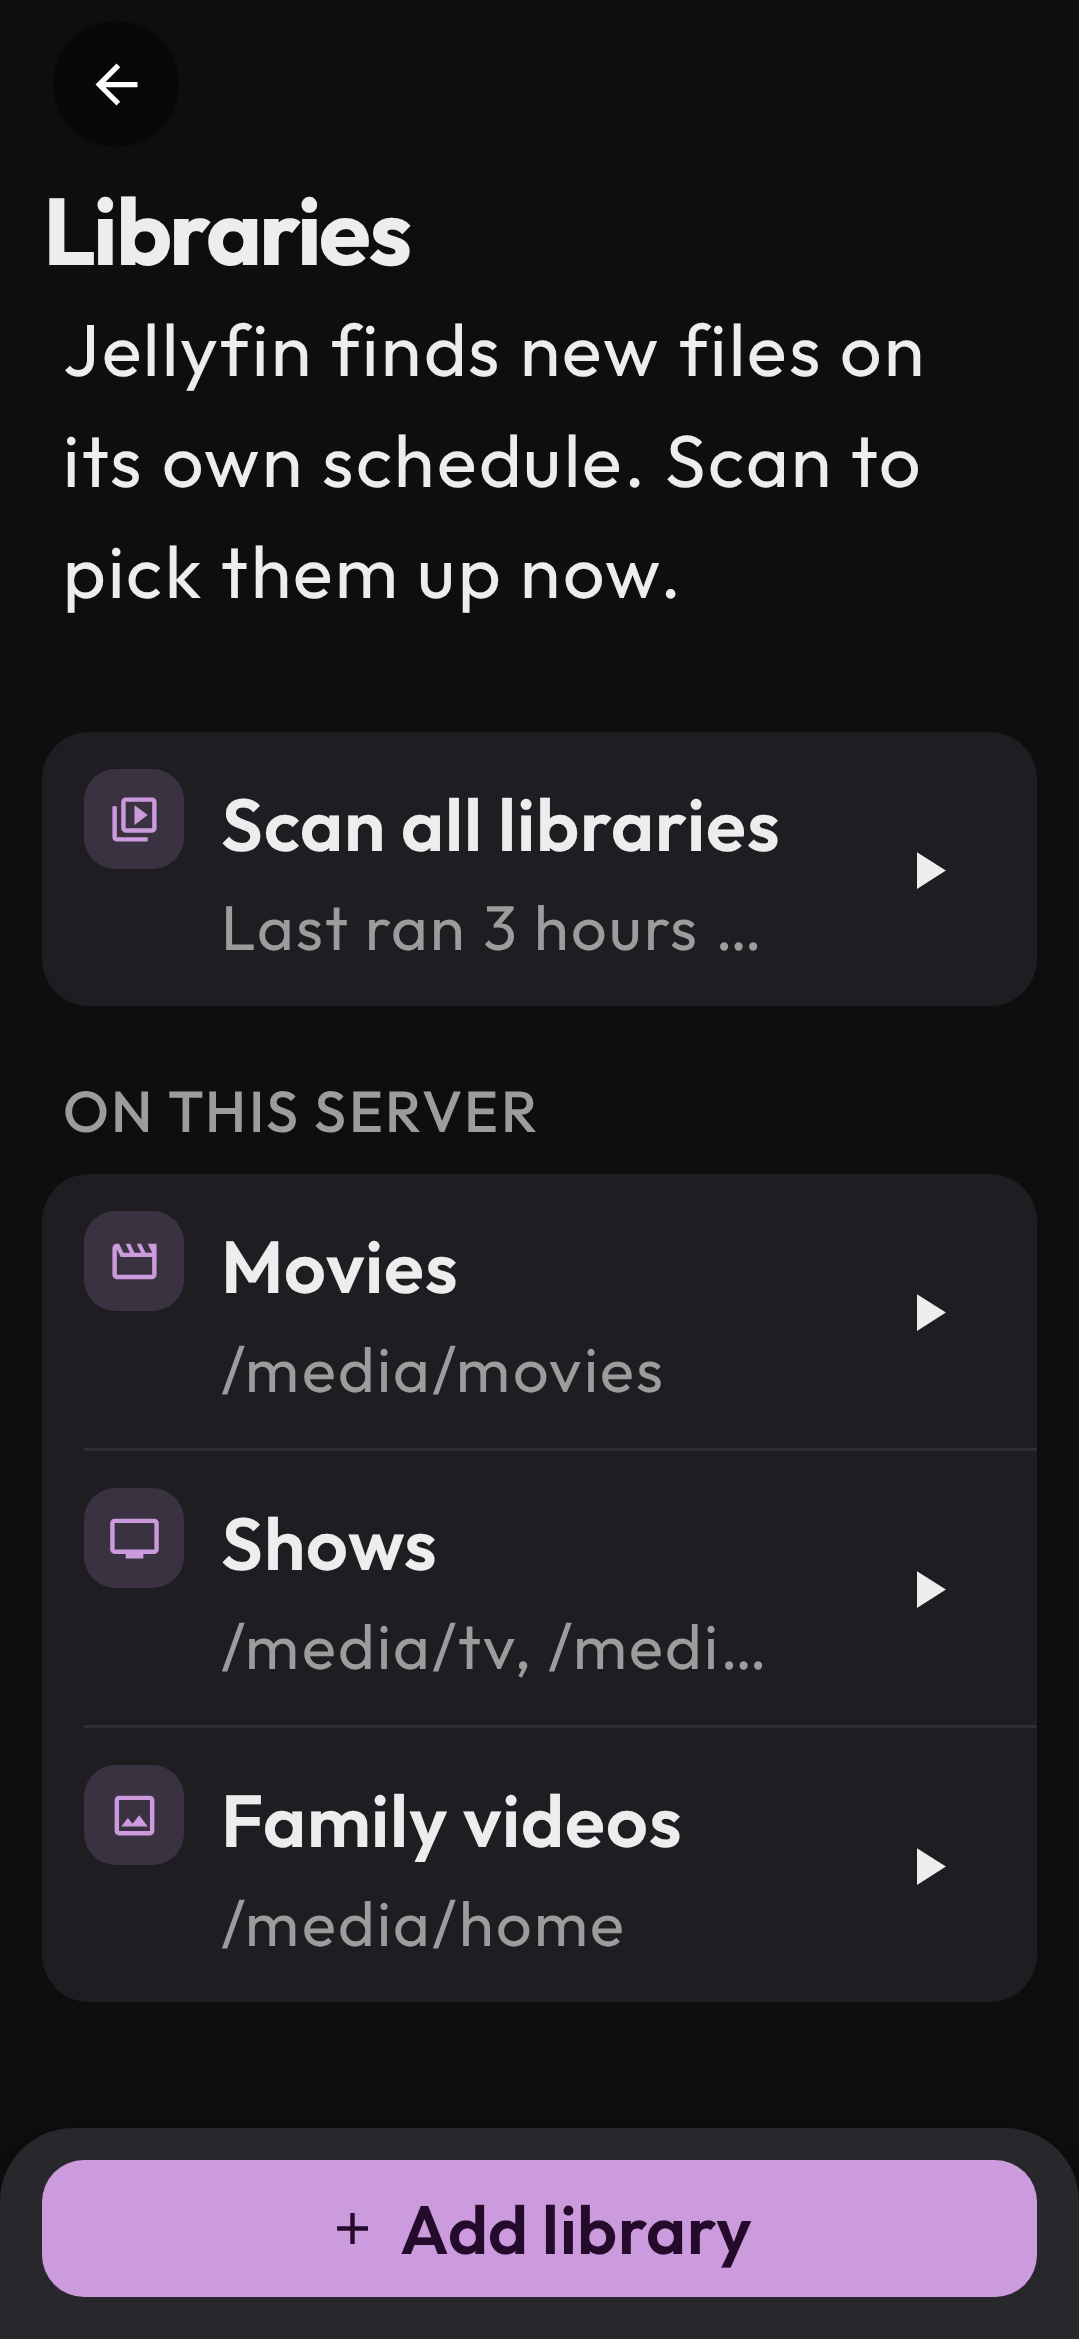 Libraries
Jellyfin finds new files on
its own schedule. Scan to
pick them up now.
Scan all libraries
Last ran 3 hours …
ON THIS SERVER
Movies
/media/movies
Shows
/media/tv, /medi…
Family videos
/media/home
+ Add library